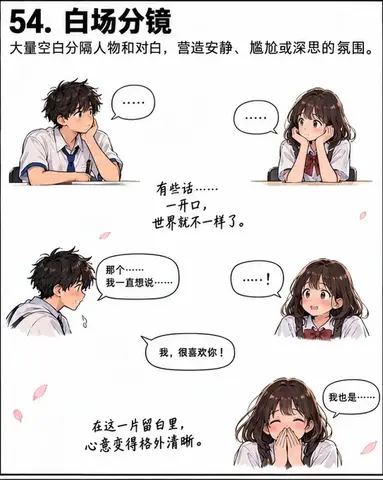 54. 白场分镜
大量空白分隔人物和对白，营造安静、尴尬或深思的氛围。
·····
·····
有些话······
一开口，
世界就不一样了。
那个······
我一直想说······
···！
我，很喜欢你！
我也是······
在这一片留白里，
心意变得格外清晰。